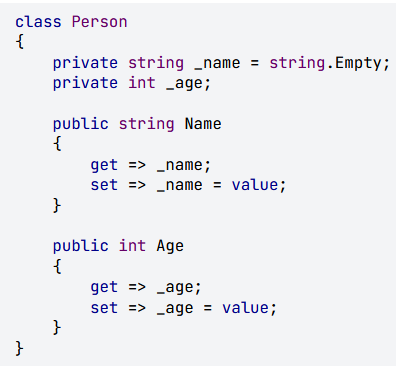 class Person
{
    private string _name = string.Empty;
    private int _age;

    public string Name
    {
        get => _name;
        set => _name = value;
    }

    public int Age
    {
        get => _age;
        set => _age = value;
    }
}